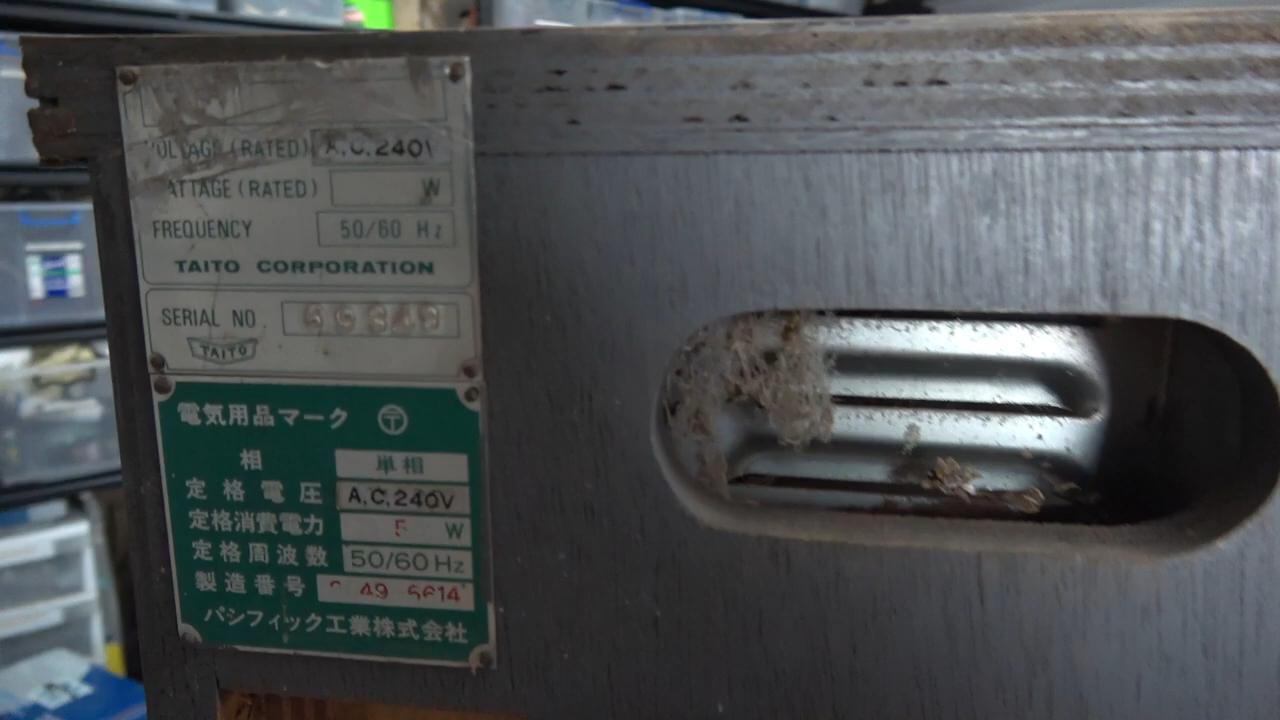 VOLTAGE (RATED) A.C.240V
WATTAGE (RATED) W
FREQUENCY 50/60 Hz
TAITO CORPORATION
SERIAL NO
TAITO
電気用品マーク 〒
相 単相
定格電圧 A.C.240V
定格消費電力 W
定格周波数 50/60Hz
製造番号 49
パシフィック工業株式会社